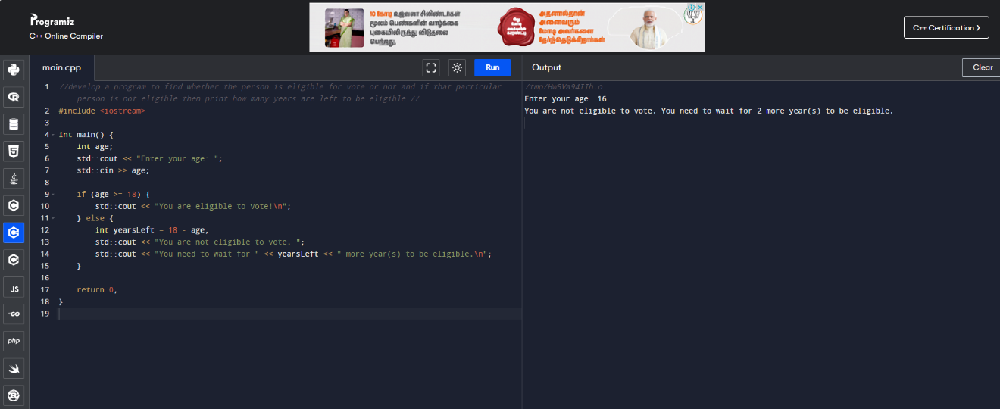 Programiz
C++ Online Compiler
10 கோடி உஜ்வலா சிலிண்டர்கள்
மூலம் பெண்களின் வாழ்க்கை
புகையிலிருந்து விடுதலை
பெற்றது.
அதனால்தான்
அனைவரும்
மோடி அவர்களை
தேர்ந்தெடுக்கிறார்கள்
C++ Certification
main.cpp
Run
Output
Clear
1 //develop a program to find whether the person is eligible for vote or not and if that particular
person is not eligible then print how many years are left to be eligible //
2 #include <iostream>
3
4 int main() {
5 int age;
6 std::cout << "Enter your age: ";
7 std::cin >> age;
8
9 if (age >= 18) {
10 std::cout << "You are eligible to vote!\n";
11 } else {
12 int yearsLeft = 18 - age;
13 std::cout << "You are not eligible to vote. ";
14 std::cout << "You need to wait for " << yearsLeft << " more year(s) to be eligible.\n";
15 }
16
17 return 0;
18 }
19
/tmp/Hw5Va94IIh.o
Enter your age: 16
You are not eligible to vote. You need to wait for 2 more year(s) to be eligible.
JS
GO
php